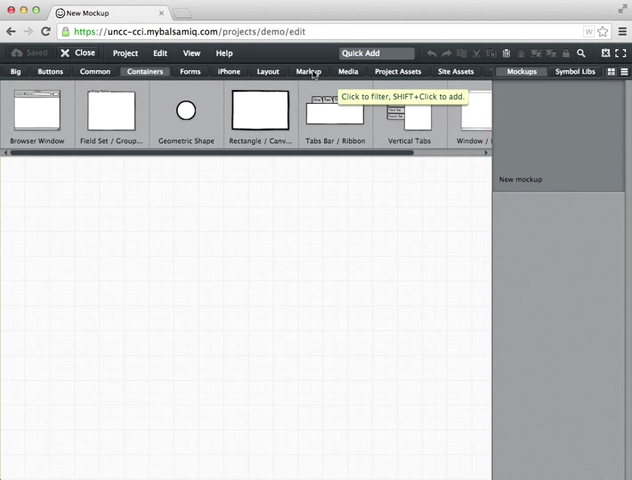 New Mockup
https://uncc-cci.mybalsamiq.com/projects/demo/edit
Saved Close Project Edit View Help Quick Add
Big Buttons Common Containers Forms iPhone Layout Markup Media Project Assets Site Assets Mockups Symbol Libs
Click to filter, SHIFT+Click to add.
Browser Window Field Set / Group... Geometric Shape Rectangle / Canv... Tabs Bar / Ribbon Vertical Tabs Window / 
New mockup